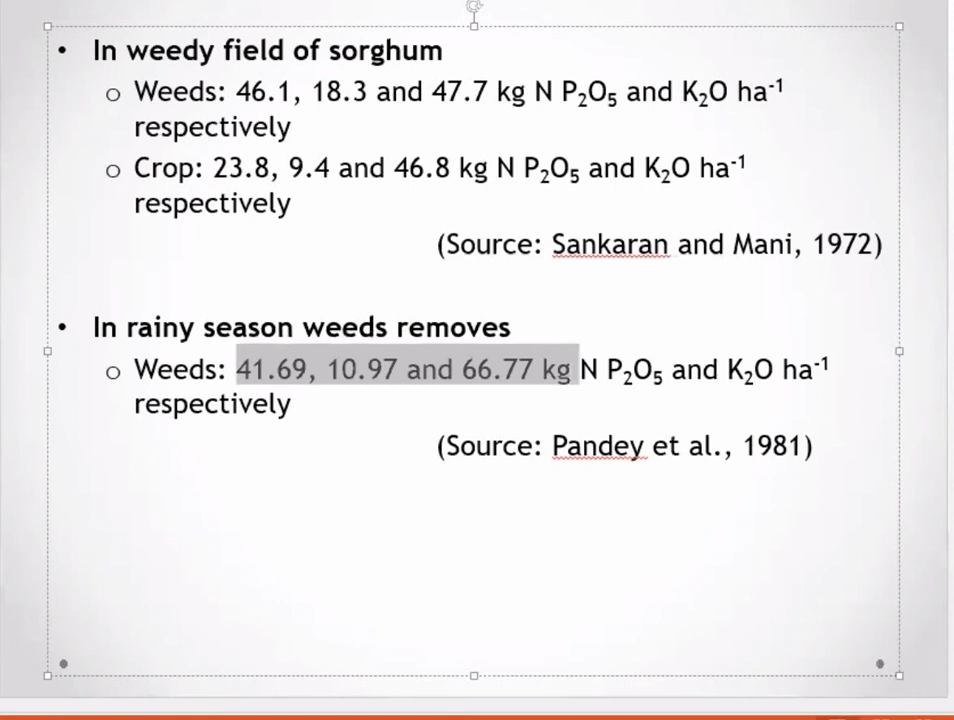 • In weedy field of sorghum
o Weeds: 46.1, 18.3 and 47.7 kg N P₂O₅ and K₂O ha⁻¹
respectively
o Crop: 23.8, 9.4 and 46.8 kg N P₂O₅ and K₂O ha⁻¹
respectively
(Source: Sankaran and Mani, 1972)
• In rainy season weeds removes
o Weeds: 41.69, 10.97 and 66.77 kg N P₂O₅ and K₂O ha⁻¹
respectively
(Source: Pandey et al., 1981)